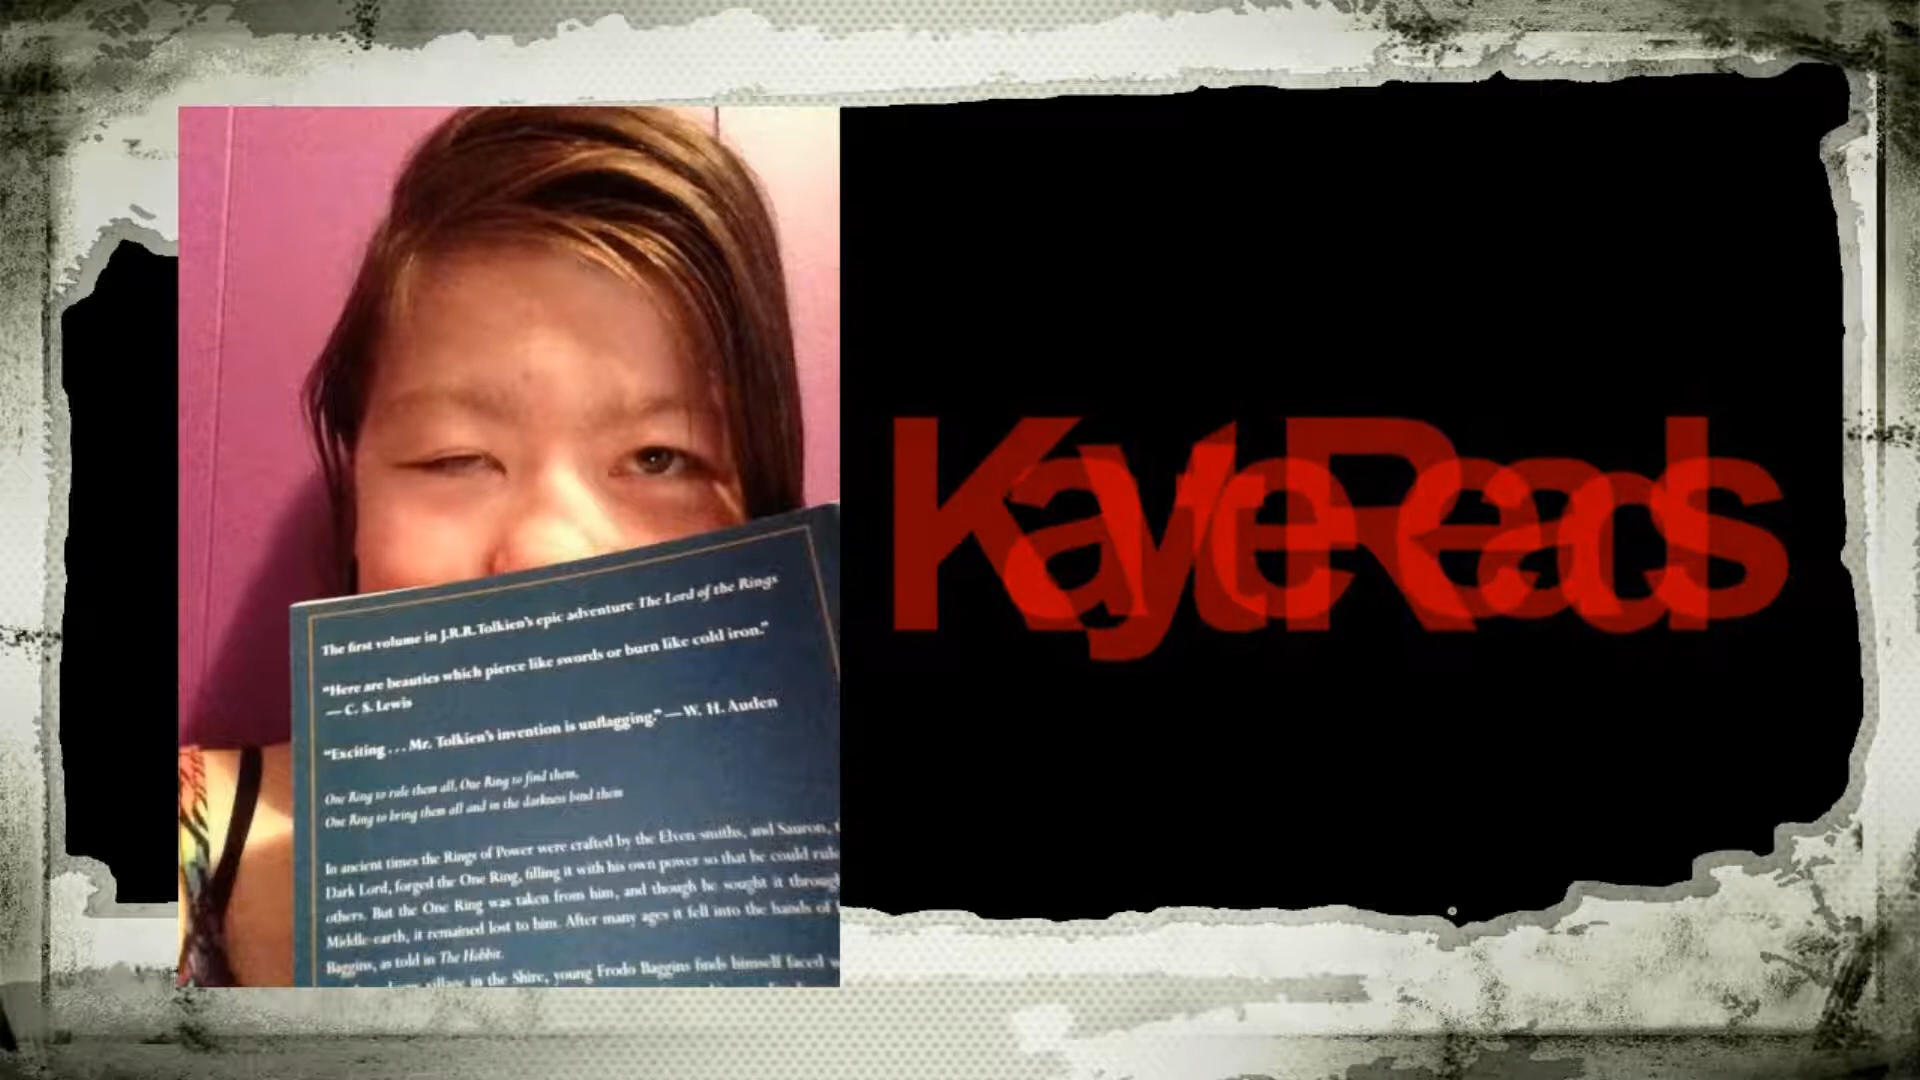 The first volume in J.R.R. Tolkien's epic adventure The Lord of the Rings
“Here are beauties which pierce like swords or burn like cold iron.”
— C. S. Lewis
“Exciting . . . Mr. Tolkien's invention is unflagging.” — W. H. Auden
One Ring to rule them all, One Ring to find them,
One Ring to bring them all and in the darkness bind them
In ancient times the Rings of Power were crafted by the Elven-smiths, and Sauron,
Dark Lord, forged the One Ring, filling it with his own power so that he could rule
others. But the One Ring was taken from him, and though he sought it
Middle-earth, it remained lost to him. After many ages it fell into the hands of
Baggins, as told in The Hobbit.
village in the Shire, young Frodo Baggins finds himself faced
KayteReads